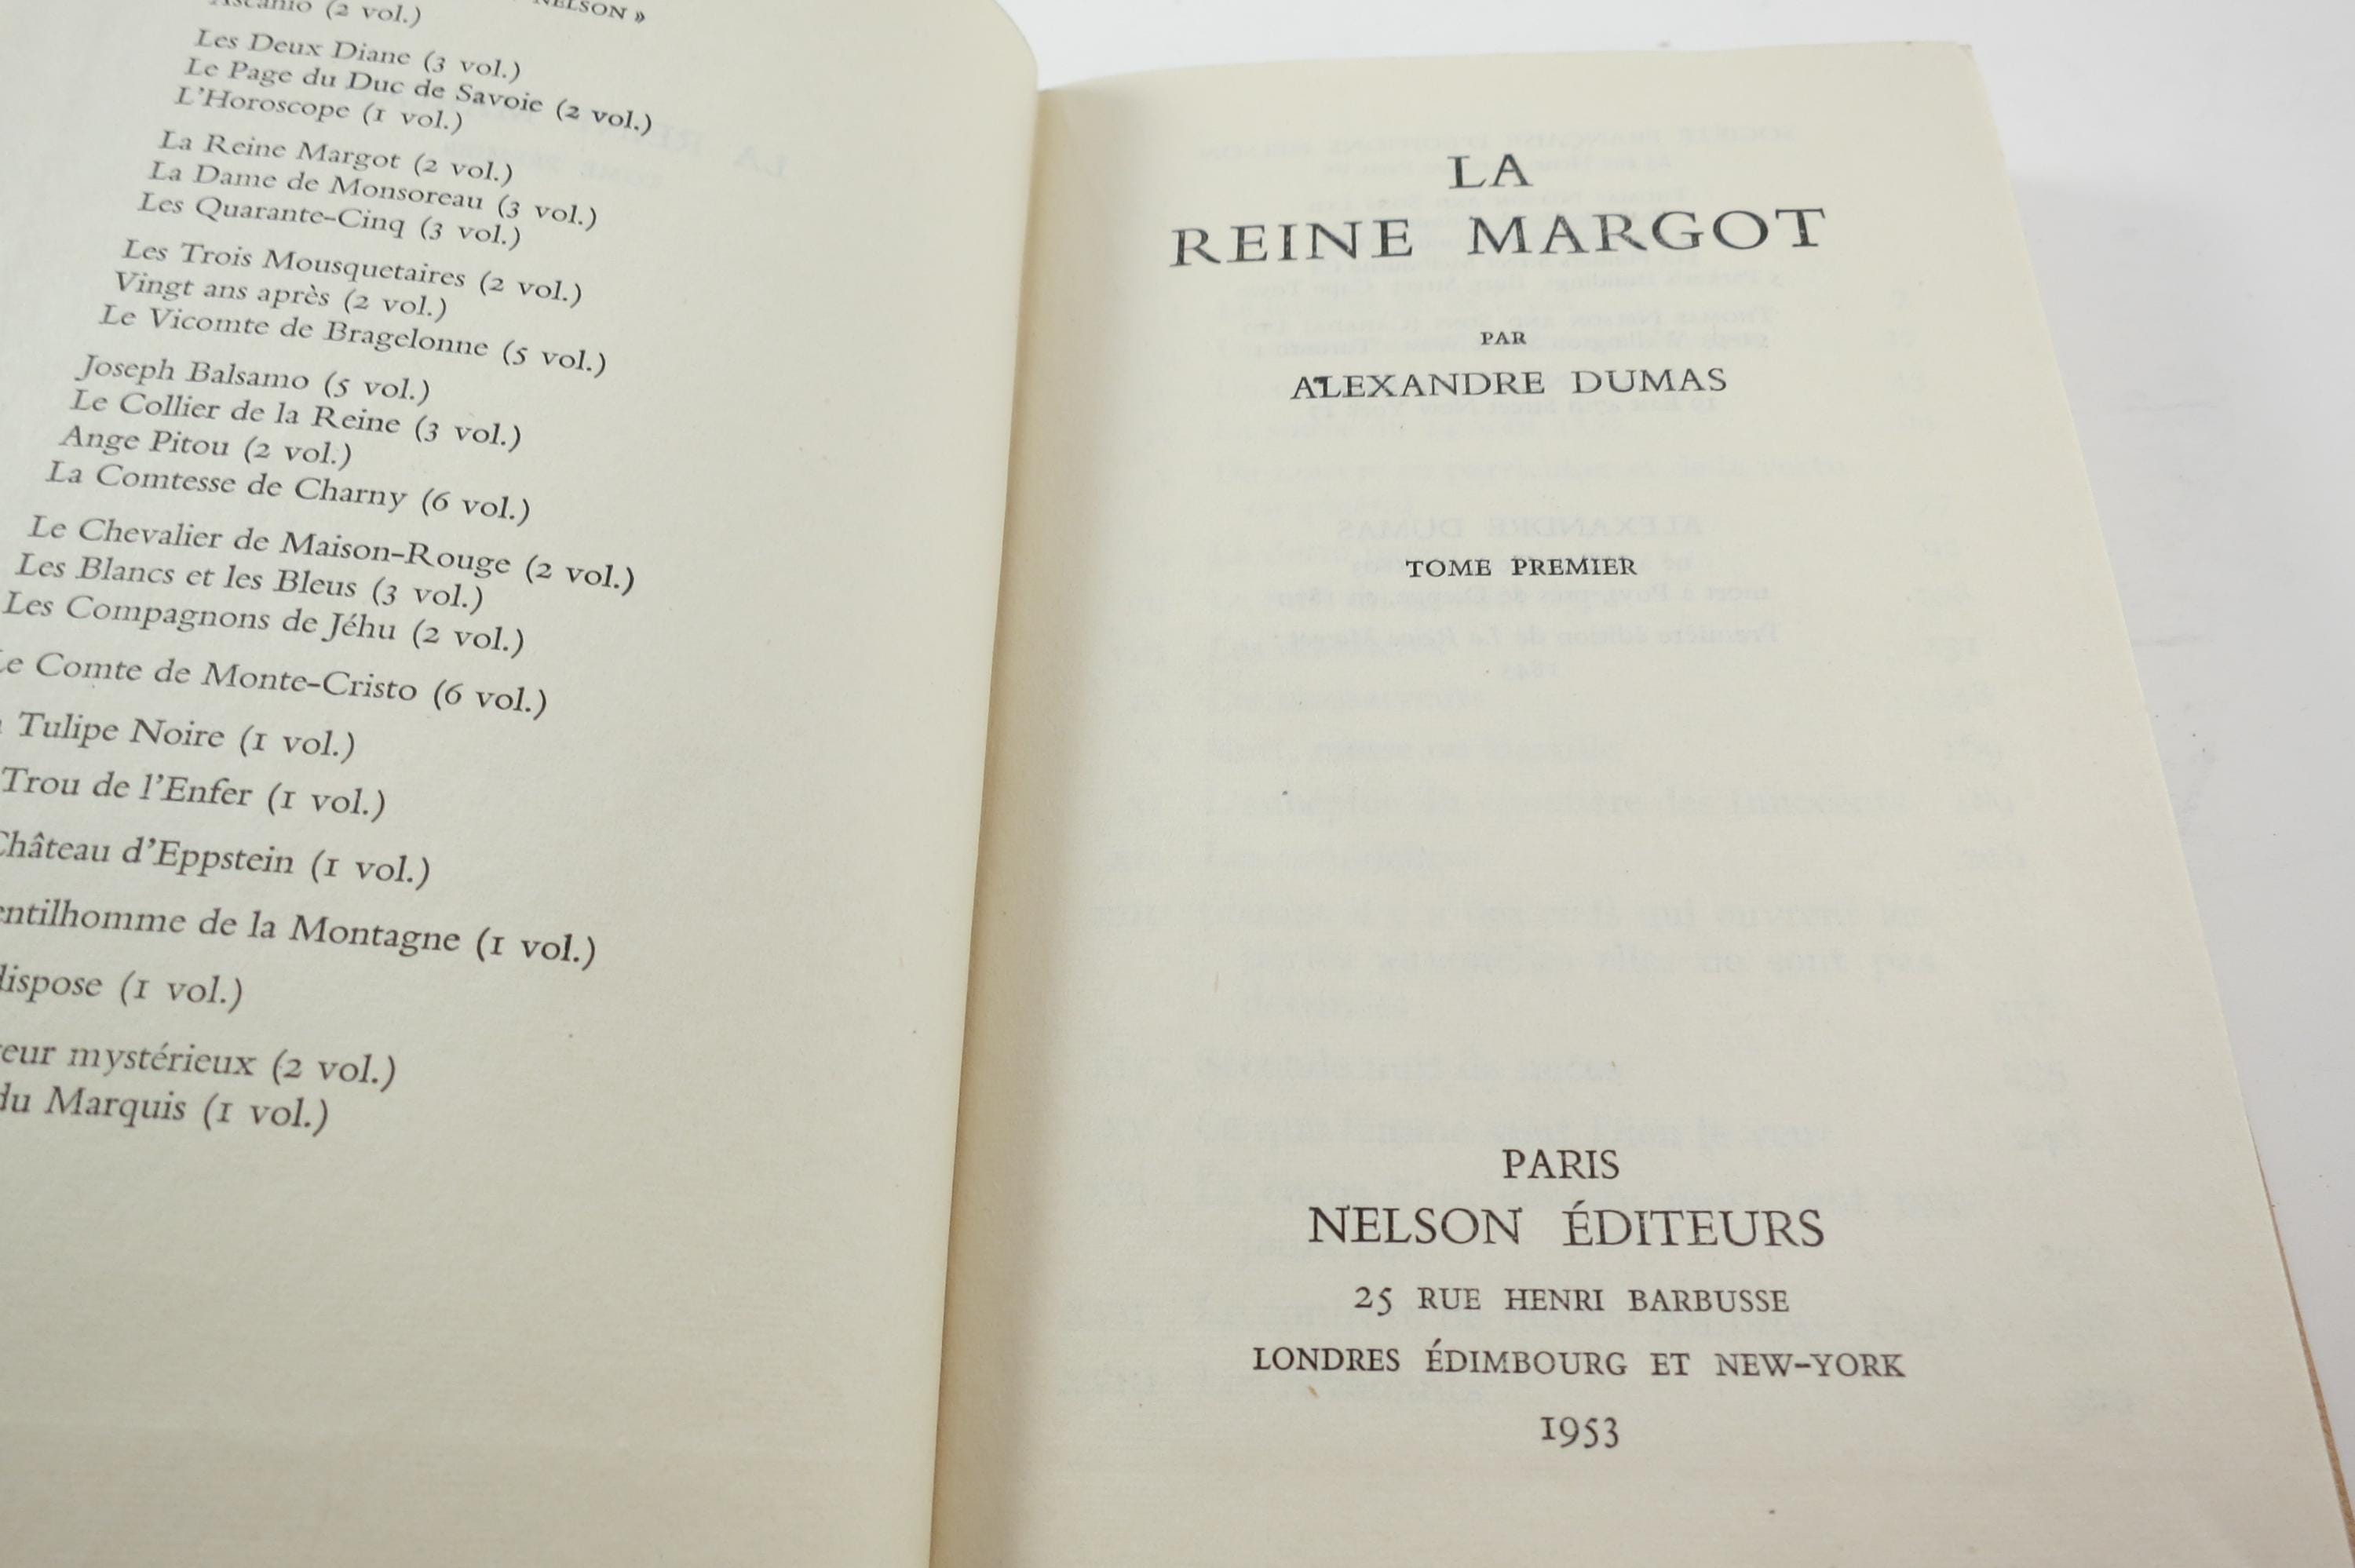 NELSON »
Ascanio (2 vol.)
Les Deux Diane (3 vol.)
Le Page du Duc de Savoie (2 vol.)
L'Horoscope (1 vol.)
La Reine Margot (2 vol.)
La Dame de Monsoreau (3 vol.)
Les Quarante-Cinq (3 vol.)
Les Trois Mousquetaires (2 vol.)
Vingt ans après (2 vol.)
Le Vicomte de Bragelonne (5 vol.)
Joseph Balsamo (5 vol.)
Le Collier de la Reine (3 vol.)
Ange Pitou (2 vol.)
La Comtesse de Charny (6 vol.)
Le Chevalier de Maison-Rouge (2 vol.)
Les Blancs et les Bleus (3 vol.)
Les Compagnons de Jéhu (2 vol.)
Le Comte de Monte-Cristo (6 vol.)
Tulipe Noire (1 vol.)
Trou de l'Enfer (1 vol.)
Château d'Eppstein (1 vol.)
entilhomme de la Montagne (1 vol.)
dispose (1 vol.)
eur mystérieux (2 vol.)
du Marquis (1 vol.)
LA
REINE MARGOT
PAR
ALEXANDRE DUMAS
TOME PREMIER
PARIS
NELSON ÉDITEURS
25 RUE HENRI BARBUSSE
LONDRES ÉDIMBOURG ET NEW-YORK
1953